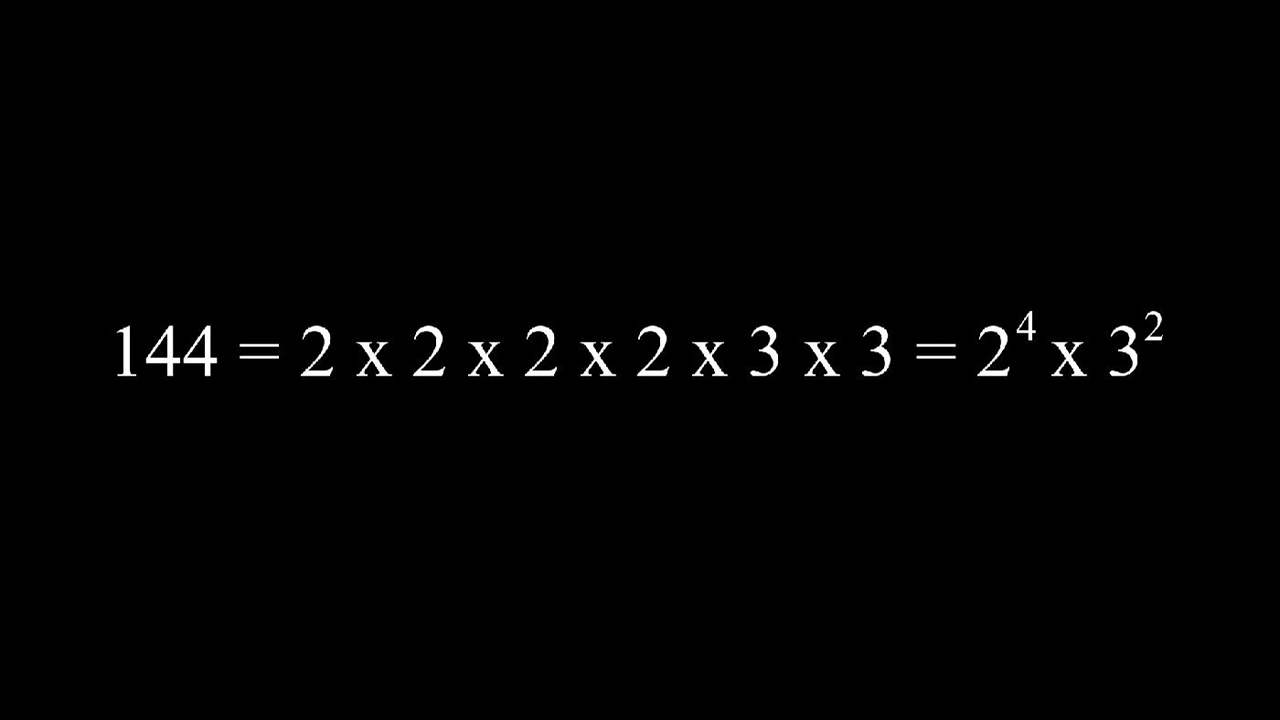 144 = 2 x 2 x 2 x 2 x 3 x 3 = 2⁴ x 3²